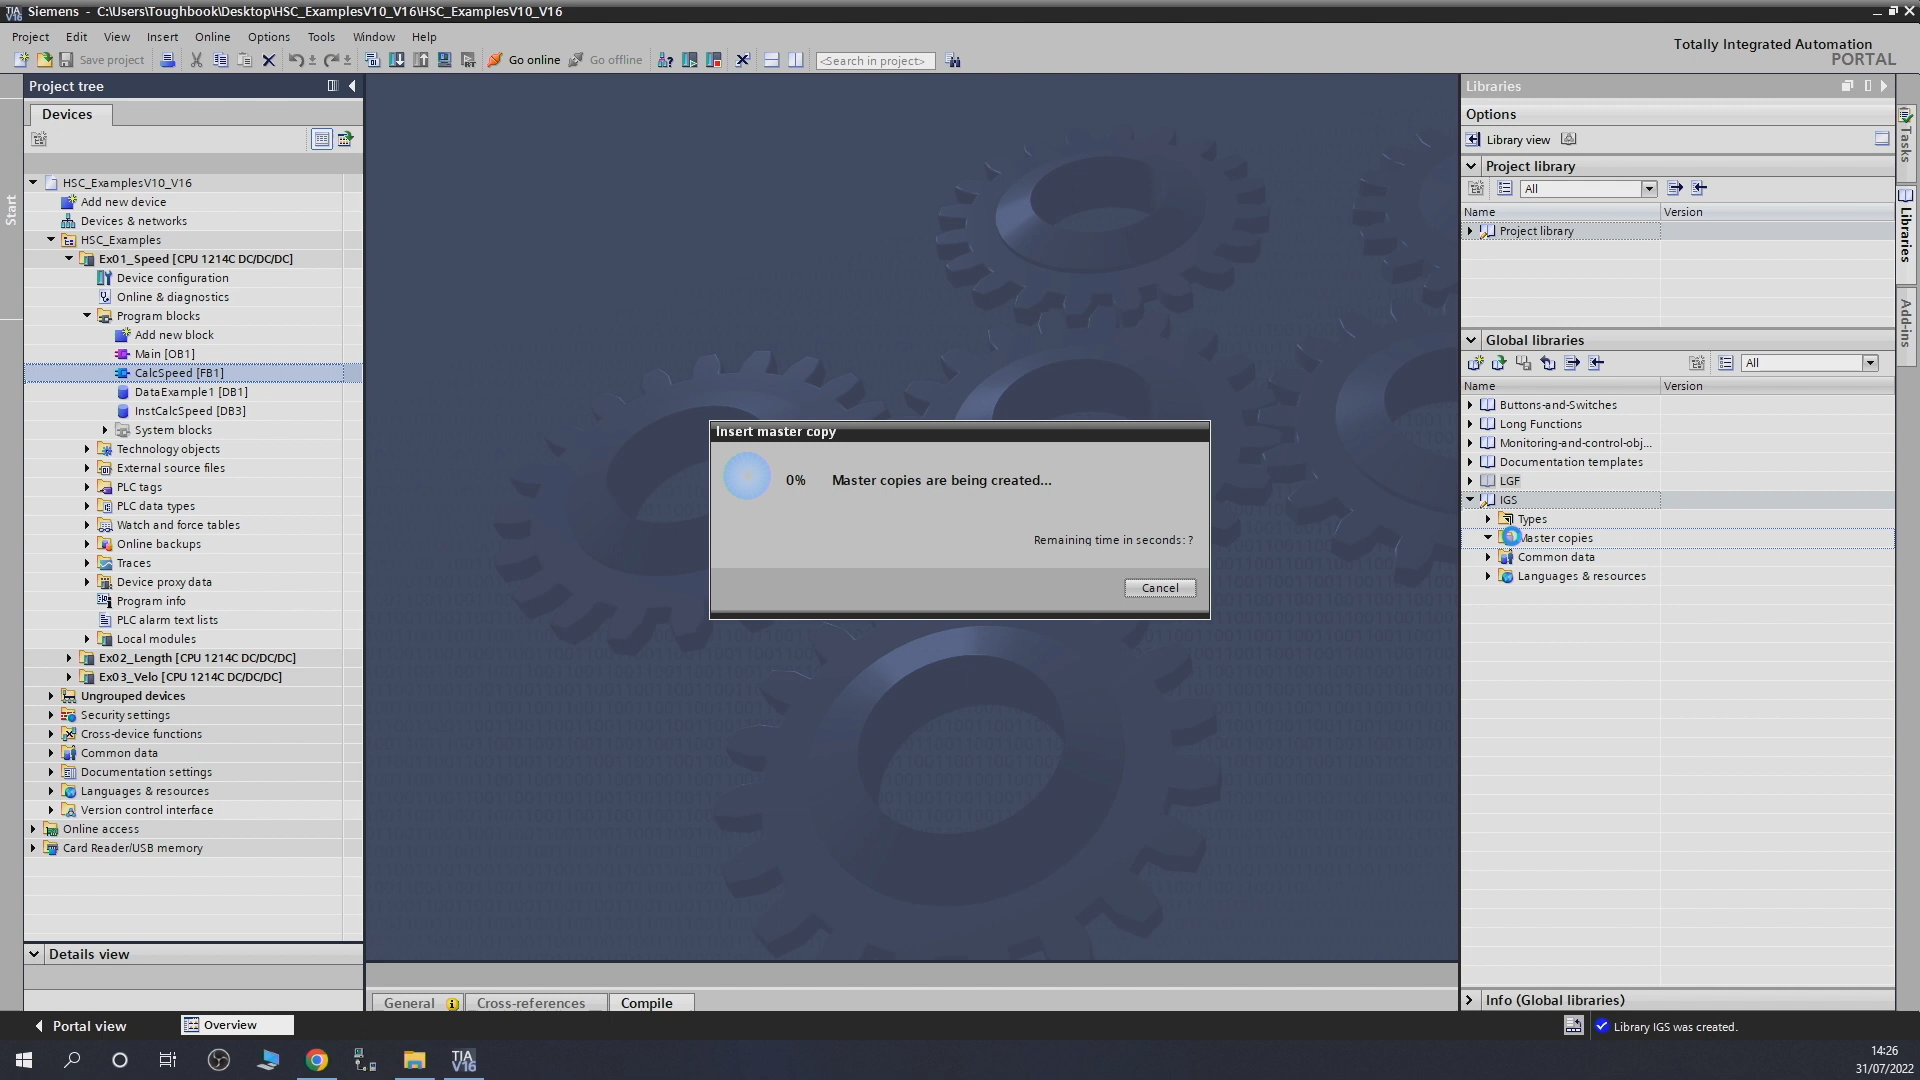 Siemens - C:\Users\Toughbook\Desktop\HSC_ExamplesV10_V16\HSC_ExamplesV10_V16
Project Edit View Insert Online Options Tools Window Help
Totally Integrated Automation
PORTAL
Save project
Go online
Go offline
<Search in project>
Project tree
Devices
Start
HSC_ExamplesV10_V16
Add new device
Devices & networks
HSC_Examples
Ex01_Speed [CPU 1214C DC/DC/DC]
Device configuration
Online & diagnostics
Program blocks
Add new block
Main [OB1]
CalcSpeed [FB1]
DataExample1 [DB1]
InstCalcSpeed [DB3]
System blocks
Technology objects
External source files
PLC tags
PLC data types
Watch and force tables
Online backups
Traces
Device proxy data
Program info
PLC alarm text lists
Local modules
Ex02_Length [CPU 1214C DC/DC/DC]
Ex03_Velo [CPU 1214C DC/DC/DC]
Ungrouped devices
Security settings
Cross-device functions
Common data
Documentation settings
Languages & resources
Version control interface
Online access
Card Reader/USB memory
Details view
Insert master copy
0% Master copies are being created...
Remaining time in seconds: ?
Cancel
General
Cross-references
Compile
Libraries
Options
Library view
Project library
All
Name Version
Project library
Global libraries
All
Name Version
Buttons-and-Switches
Long Functions
Monitoring-and-control-obj...
Documentation templates
LGF
IGS
Types
Master copies
Common data
Languages & resources
Info (Global libraries)
Tasks
Libraries
Add-ins
Portal view
Overview
Library IGS was created.
TIA
V16
14:26
31/07/2022